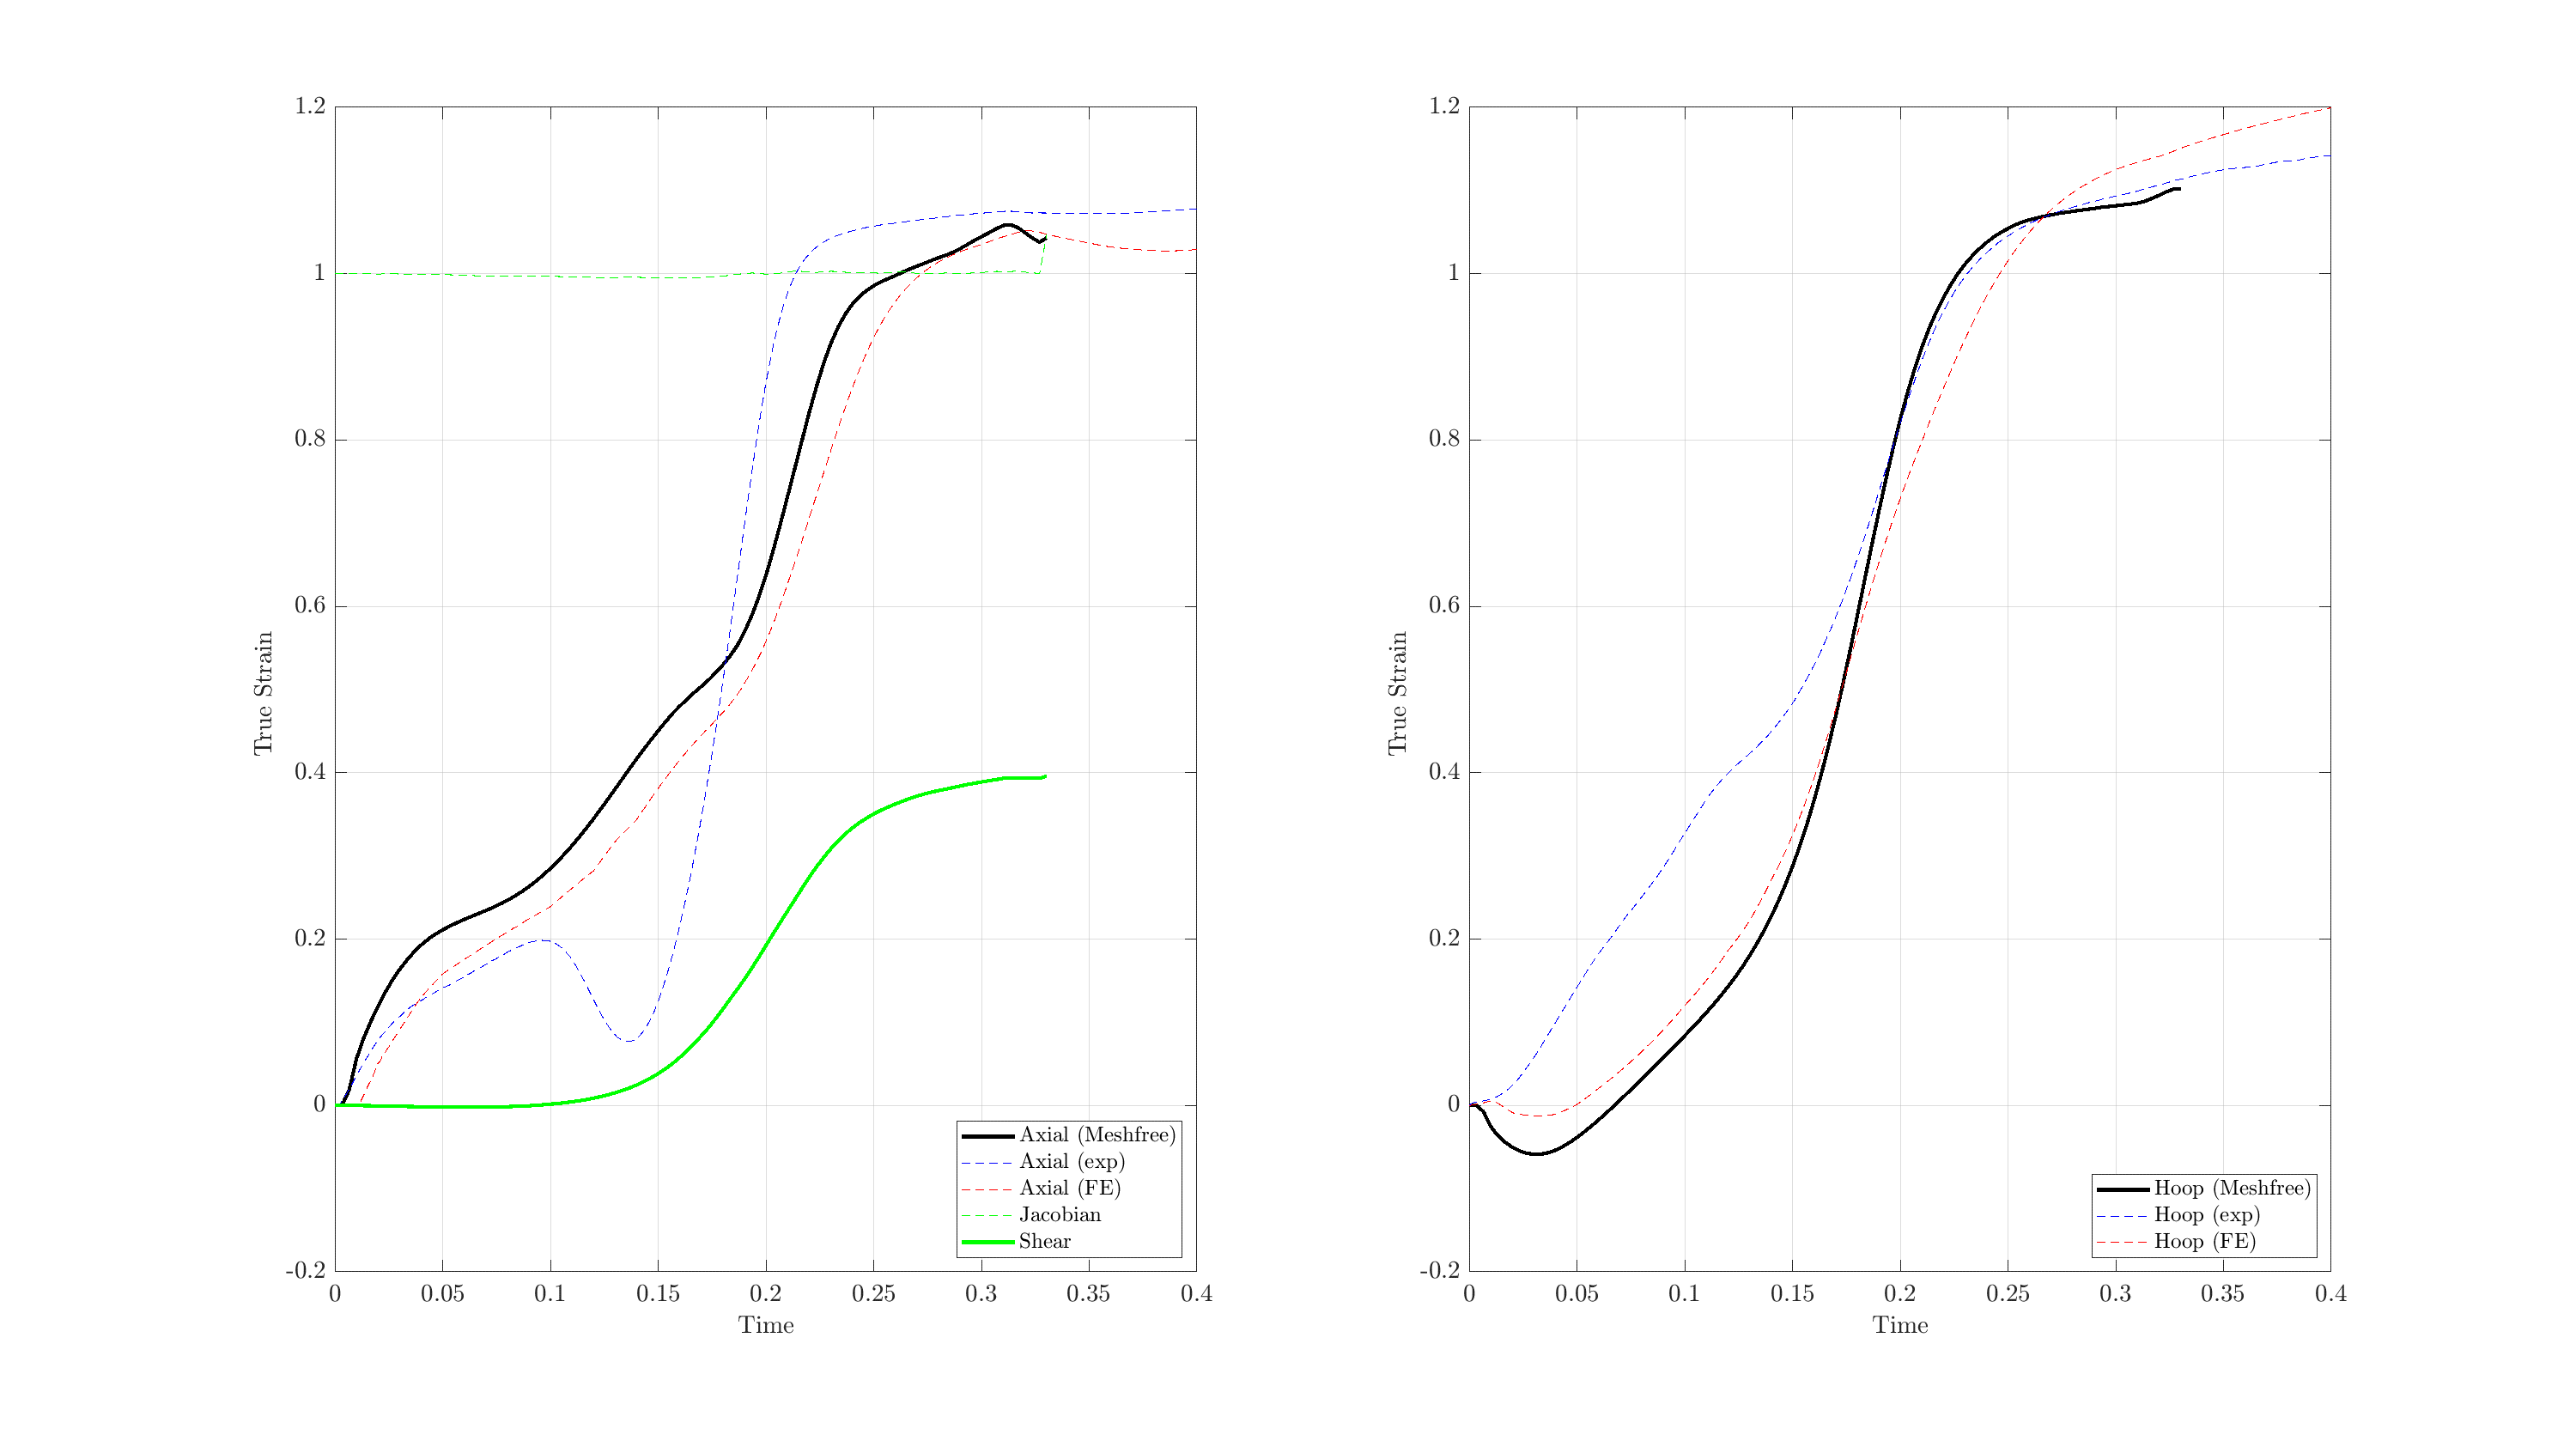 1.2
1
0.8
0.6
0.4
0.2
0
-0.2
True Strain
0 0.05 0.1 0.15 0.2 0.25 0.3 0.35 0.4
Time
Axial (Meshfree)
Axial (exp)
Axial (FE)
Jacobian
Shear
1.2
1
0.8
0.6
0.4
0.2
0
-0.2
True Strain
0 0.05 0.1 0.15 0.2 0.25 0.3 0.35 0.4
Time
Hoop (Meshfree)
Hoop (exp)
Hoop (FE)